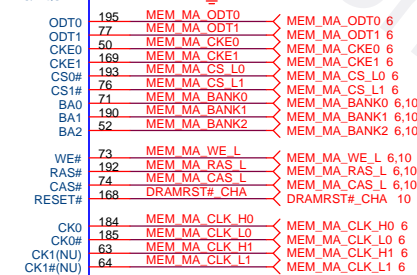 ODT0 195 MEM_MA_ODT0 MEM_MA_ODT0 6
ODT1 77 MEM_MA_ODT1 MEM_MA_ODT1 6
CKE0 50 MEM_MA_CKE0 MEM_MA_CKE0 6
CKE1 169 MEM_MA_CKE1 MEM_MA_CKE1 6
CS0# 193 MEM_MA_CS_L0 MEM_MA_CS_L0 6
CS1# 76 MEM_MA_CS_L1 MEM_MA_CS_L1 6
BA0 71 MEM_MA_BANK0 MEM_MA_BANK0 6,10
BA1 190 MEM_MA_BANK1 MEM_MA_BANK1 6,10
BA2 52 MEM_MA_BANK2 MEM_MA_BANK2 6,10
WE# 73 MEM_MA_WE_L MEM_MA_WE_L 6,10
RAS# 192 MEM_MA_RAS_L MEM_MA_RAS_L 6,10
CAS# 74 MEM_MA_CAS_L MEM_MA_CAS_L 6,10
RESET# 168 DRAMRST#_CHA DRAMRST#_CHA 10
CK0 184 MEM_MA_CLK_H0 MEM_MA_CLK_H0 6
CK0# 185 MEM_MA_CLK_L0 MEM_MA_CLK_L0 6
CK1(NU) 63 MEM_MA_CLK_H1 MEM_MA_CLK_H1 6
CK1#(NU) 64 MEM_MA_CLK_L1 MEM_MA_CLK_L1 6